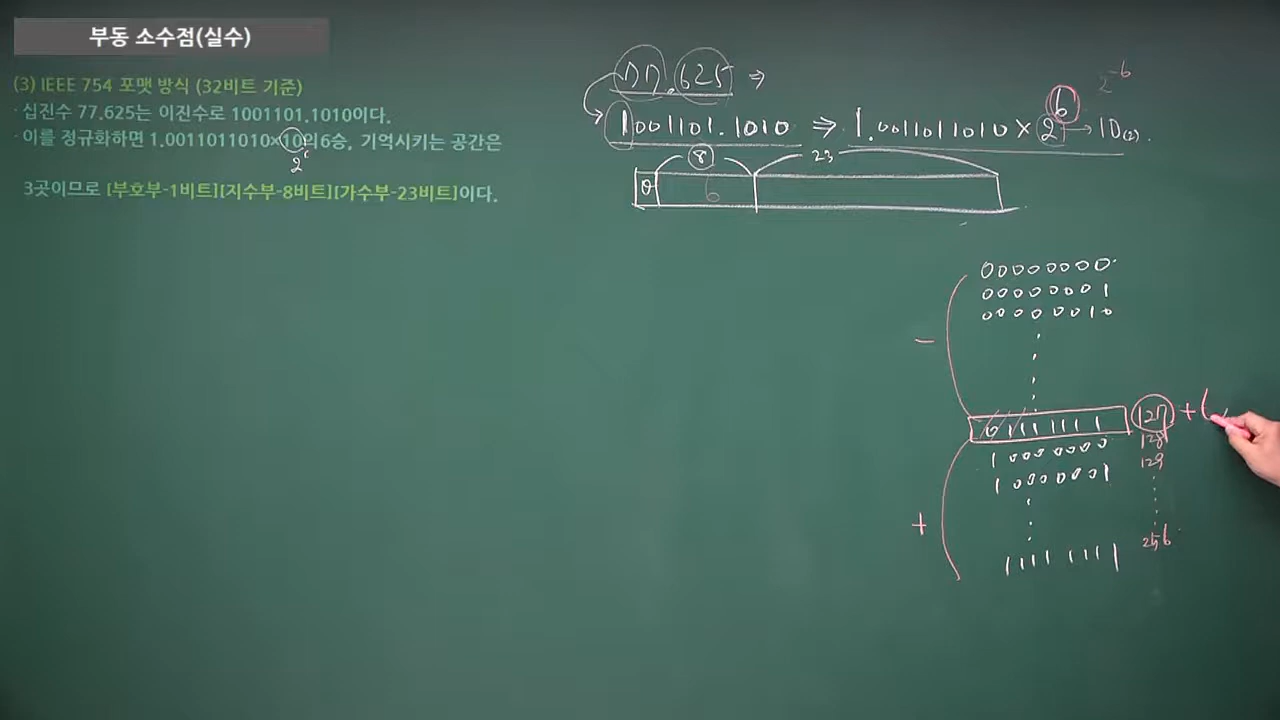 부동 소수점(실수)
(3) IEEE 754 포맷 방식 (32비트 기준)
· 십진수 77.625는 이진수로 1001101.1010이다.
· 이를 정규화하면 1.0011011010×10의6승, 기억시키는 공간은
3곳이므로 [부호부-1비트][지수부-8비트][가수부-23비트]이다.
77.625 ⇒
2-6
1001101.1010 ⇒ 1.0011011010 × 2 6 → 10(2).
8 23
0 6
00000000
00000001
00000010
-
01111111 127 +
10000000 128
10000001 129
+
11111111 256